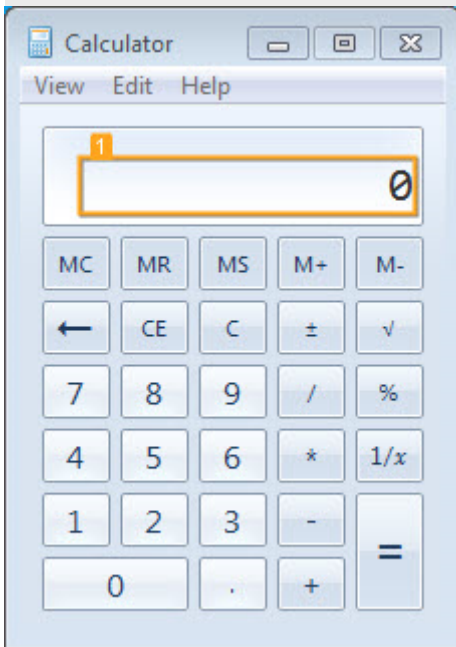 Calculator
View Edit Help
1
0
MC MR MS M+ M-
← CE C ± √
7 8 9 / %
4 5 6 * 1/x
1 2 3 - =
0 . +